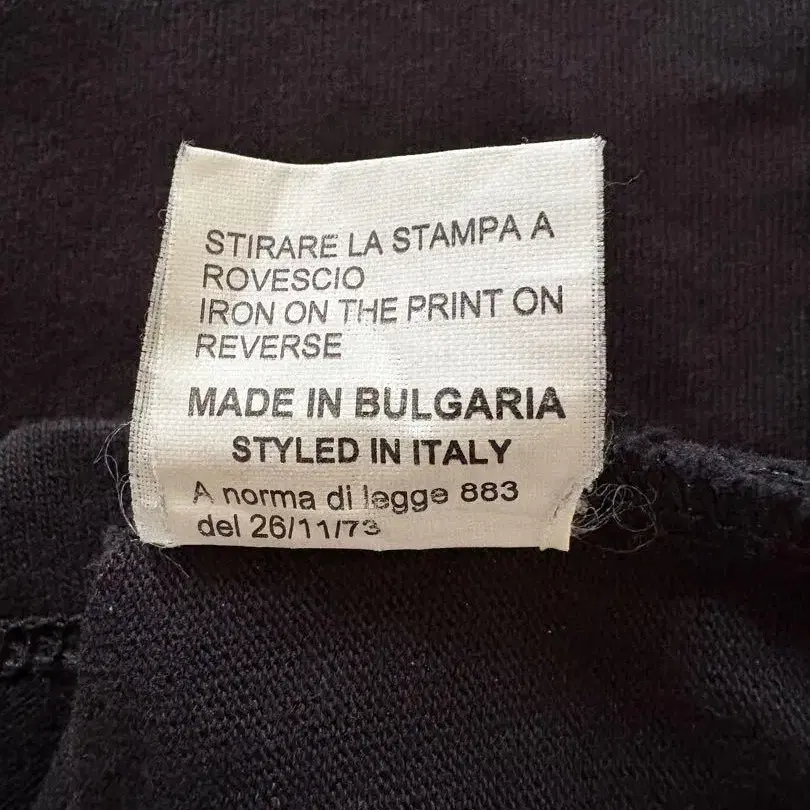 STIRARE LA STAMPA A
ROVESCIO
IRON ON THE PRINT ON
REVERSE
MADE IN BULGARIA
STYLED IN ITALY
A norma di legge 883
del 26/11/73